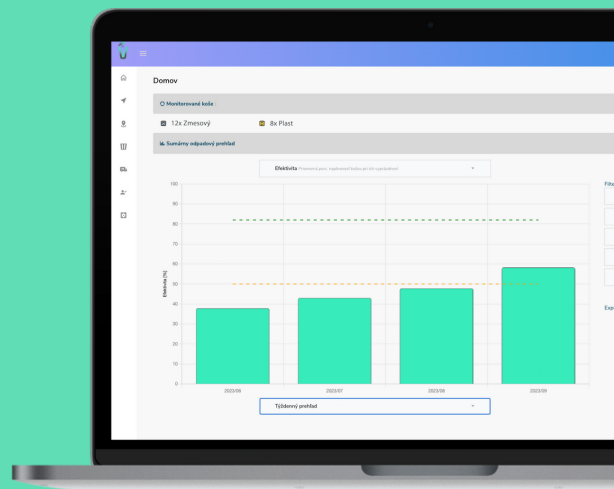 Domov
Monitorované koše :
12x Zmesový
8x Plast
Sumárny odpadový prehľad
Efektivita
Filte
100
90
80
70
60
50
40
30
20
10
0
Efektivita [%]
Exp
2023/06
2023/07
2023/08
2023/09
Týždenný prehľad